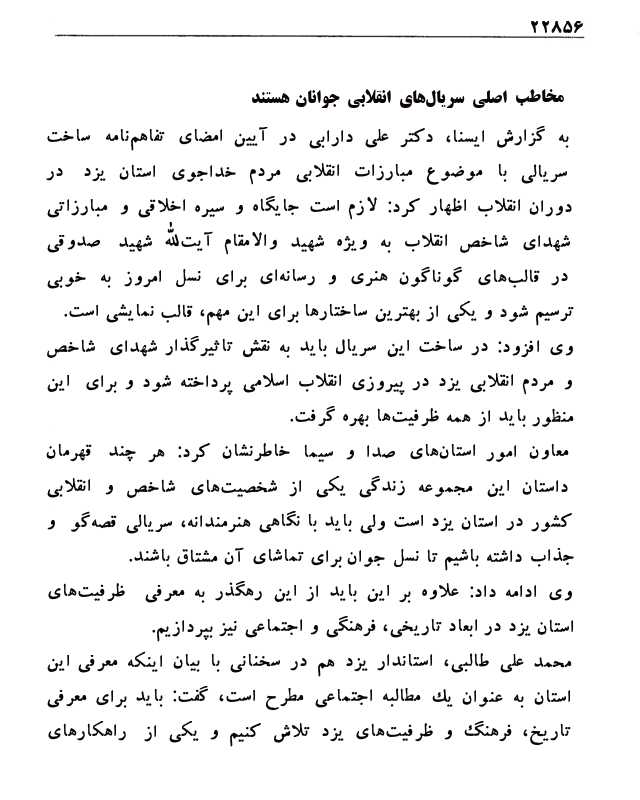 ۲۲۸۵۶
مخاطب اصلی سریال‌های انقلابی جوانان هستند
به گزارش ایسنا، دکتر علی دارابی در آیین امضای تفاهم‌نامه ساخت
سریالی با موضوع مبارزات انقلابی مردم خداجوی استان یزد در
دوران انقلاب اظهار کرد: لازم است جایگاه و سیره اخلاقی و مبارزاتی
شهدای شاخص انقلاب به ویژه شهید والامقام آیت‌الله شهید صدوقی
در قالب‌های گوناگون هنری و رسانه‌ای برای نسل امروز به خوبی
ترسیم شود و یکی از بهترین ساختارها برای این مهم، قالب نمایشی است.
وی افزود: در ساخت این سریال باید به نقش تاثیرگذار شهدای شاخص
و مردم انقلابی یزد در پیروزی انقلاب اسلامی پرداخته شود و برای این
منظور باید از همه ظرفیت‌ها بهره گرفت.
معاون امور استان‌های صدا و سیما خاطرنشان کرد: هر چند قهرمان
داستان این مجموعه زندگی یکی از شخصیت‌های شاخص و انقلابی
کشور در استان یزد است ولی باید با نگاهی هنرمندانه، سریالی قصه‌گو و
جذاب داشته باشیم تا نسل جوان برای تماشای آن مشتاق باشند.
وی ادامه داد: علاوه بر این باید از این رهگذر به معرفی ظرفیت‌های
استان یزد در ابعاد تاریخی، فرهنگی و اجتماعی نیز بپردازیم.
محمد علی طالبی، استاندار یزد هم در سخنانی با بیان اینکه معرفی این
استان به عنوان یك مطالبه اجتماعی مطرح است، گفت: باید برای معرفی
تاریخ، فرهنگ و ظرفیت‌های یزد تلاش کنیم و یکی از راهکارهای